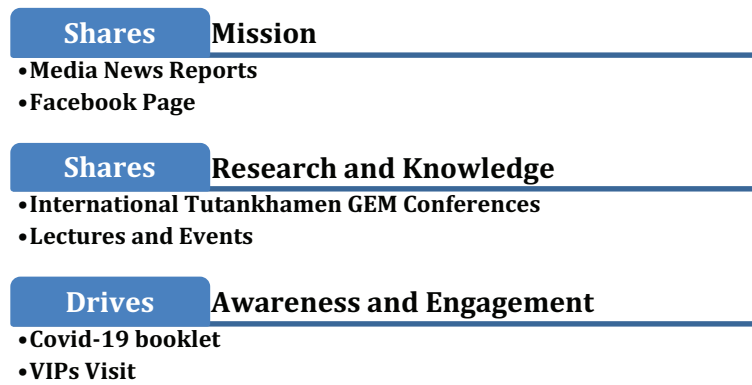 Shares Mission
•Media News Reports
•Facebook Page
Shares Research and Knowledge
•International Tutankhamen GEM Conferences
•Lectures and Events
Drives Awareness and Engagement
•Covid-19 booklet
•VIPs Visit